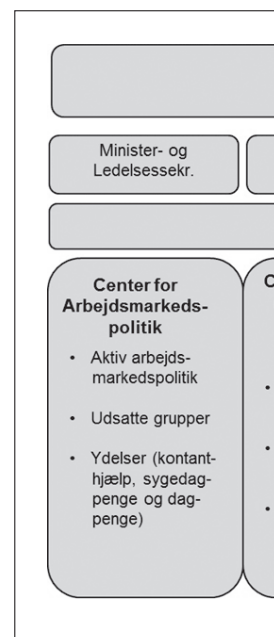 Minister- og
Ledelsessekr.
Center for
Arbejdsmarkeds-
politik
• Aktiv arbejds-
markedspolitik
• Udsatte grupper
• Ydelser (kontant-
hjælp, sygedag-
penge og dag-
penge)
C
•
•
•